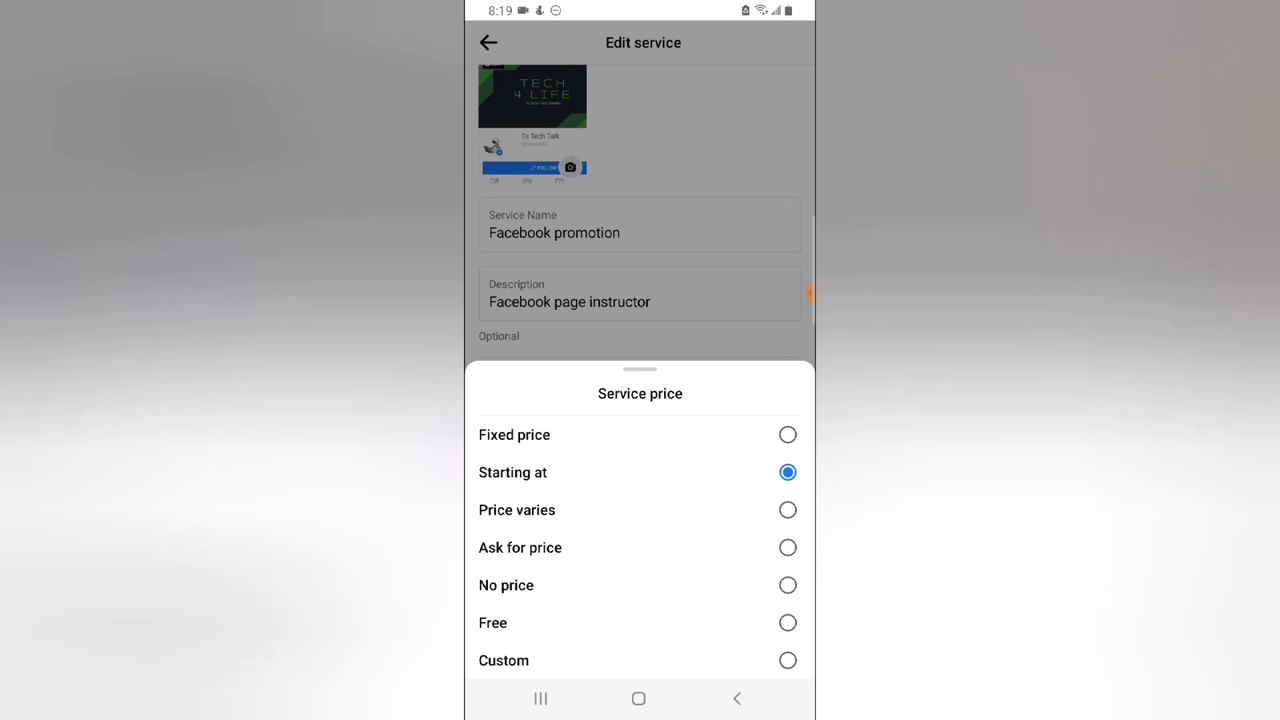 8:19
Edit service
TECH
4 LIFE
Ts Tech Talk
FOLLOW
Service Name
Facebook promotion
Description
Facebook page instructor
Optional
Service price
Fixed price
Starting at
Price varies
Ask for price
No price
Free
Custom